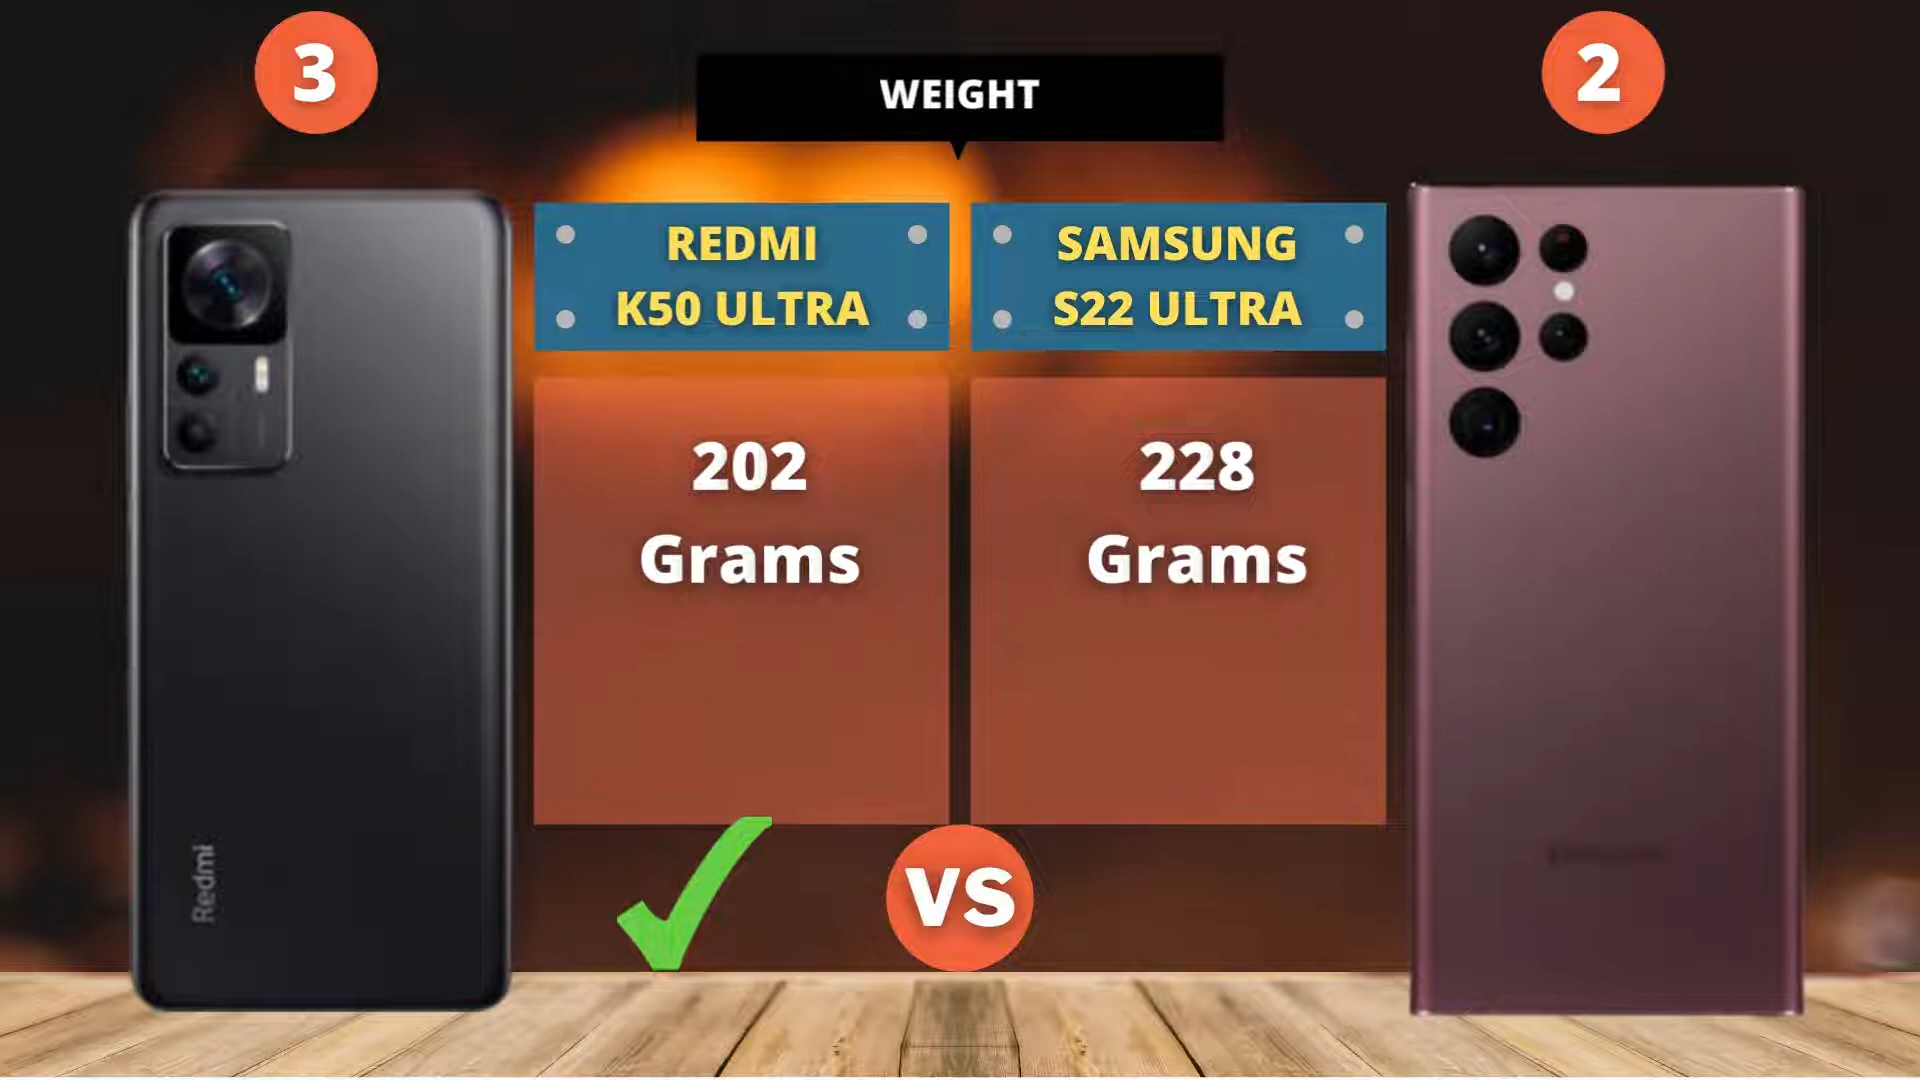 3
WEIGHT
2
REDMI
K50 ULTRA
SAMSUNG
S22 ULTRA
202
Grams
228
Grams
Redmi
VS